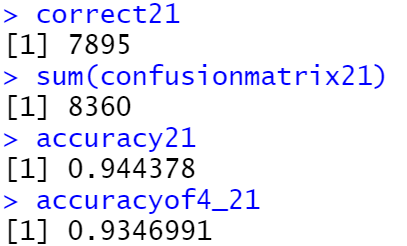 > correct21
[1] 7895
> sum(confusionmatrix21)
[1] 8360
> accuracy21
[1] 0.944378
> accuracyof4_21
[1] 0.9346991